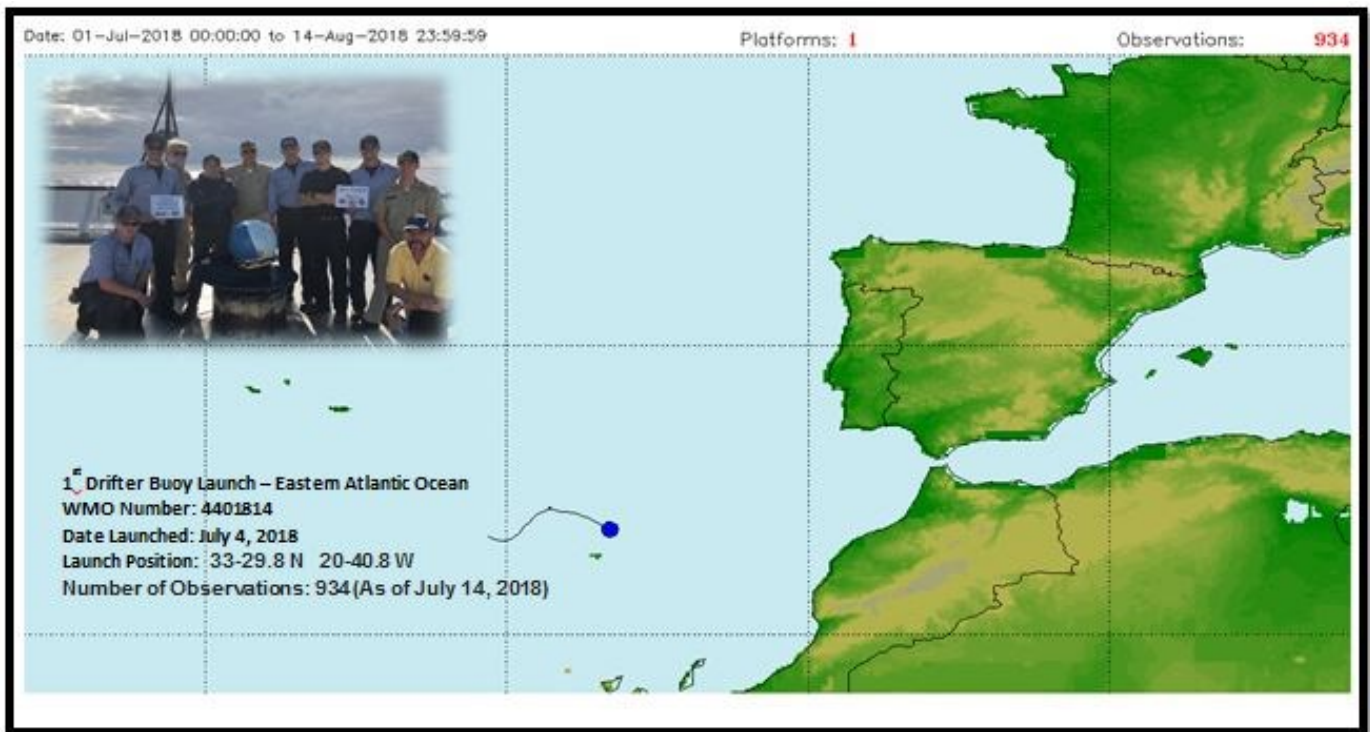 Date: 01-Jul-2018 00:00:00 to 14-Aug-2018 23:59:59 Platforms: 1 Observations: 934
1st Drifter Buoy Launch – Eastern Atlantic Ocean
WMO Number: 4401814
Date Launched: July 4, 2018
Launch Position: 33-29.8 N 20-40.8 W
Number of Observations: 934(As of July 14, 2018)